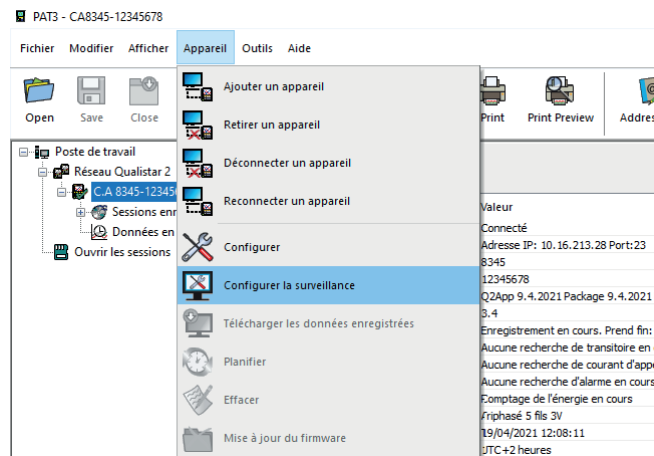 PAT3 - CA8345-12345678
Fichier Modifier Afficher Appareil Outils Aide
Open Save Close Print Print Preview
Ajouter un appareil
Retirer un appareil
Déconnecter un appareil
Reconnecter un appareil
Configurer
Configurer la surveillance
Télécharger les données enregistrées
Planifier
Effacer
Mise à jour du firmware
Poste de travail
Réseau Qualistar 2
C.A 8345-12345
Sessions enr
Données en
Ouvrir les sessions
Valeur
Connecté
Adresse IP: 10.16.213.28 Port:23
8345
12345678
Q2App 9.4.2021 Package 9.4.2021
3.4
Enregistrement en cours. Prend fin:
Aucune recherche de transitoire en
Aucune recherche de courant d'appe
Aucune recherche d'alarme en cours
Comptage de l'énergie en cours
Triphasé 5 fils 3V
19/04/2021 12:08:11
UTC+2 heures